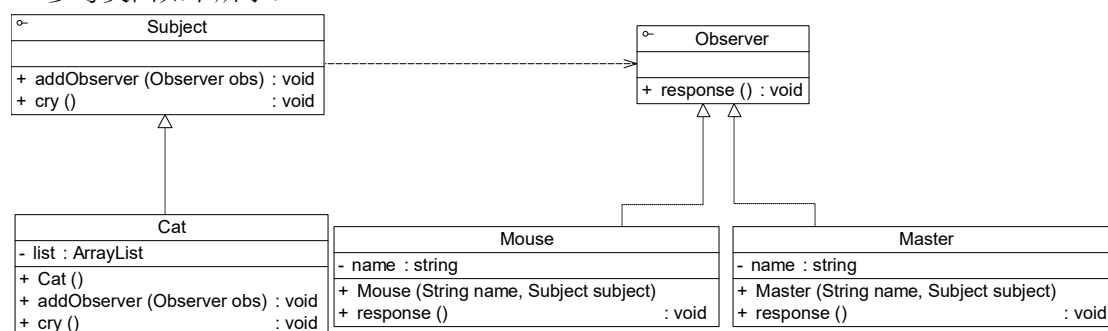 Subject
+ addObserver (Observer obs) : void
+ cry () : void
Observer
+ response () : void
Cat
- list : ArrayList
+ Cat ()
+ addObserver (Observer obs) : void
+ cry () : void
Mouse
- name : string
+ Mouse (String name, Subject subject)
+ response () : void
Master
- name : string
+ Master (String name, Subject subject)
+ response () : void